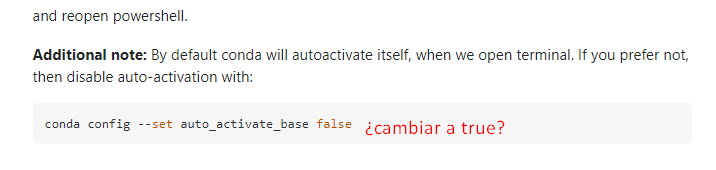 and reopen powershell.
Additional note: By default conda will autoactivate itself, when we open terminal. If you prefer not,
then disable auto-activation with:
conda config --set auto_activate_base false ¿cambiar a true?